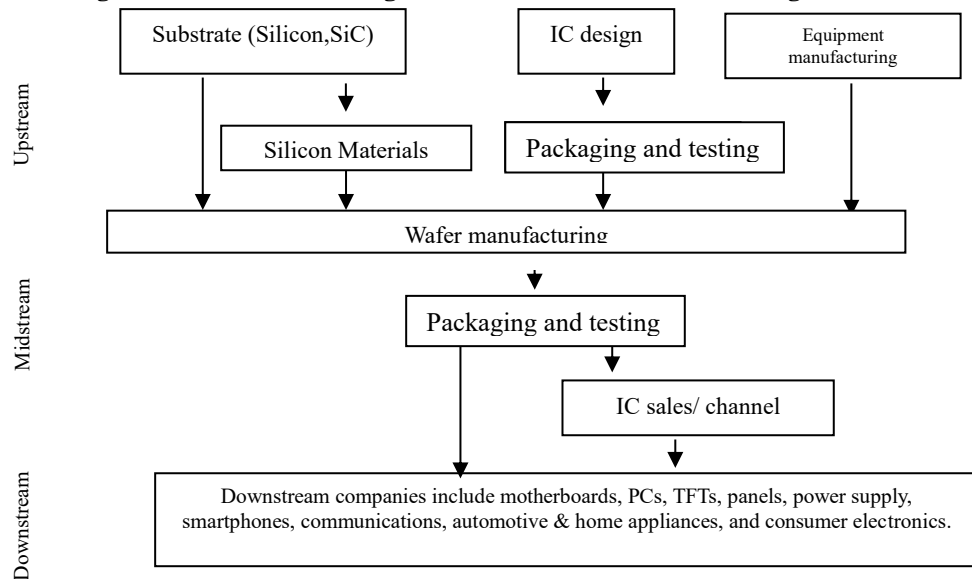 Substrate (Silicon,SiC)
IC design
Equipment
manufacturing
Upstream
Silicon Materials
Packaging and testing
Wafer manufacturing
Midstream
Packaging and testing
IC sales/ channel
Downstream
Downstream companies include motherboards, PCs, TFTs, panels, power supply,
smartphones, communications, automotive & home appliances, and consumer electronics.